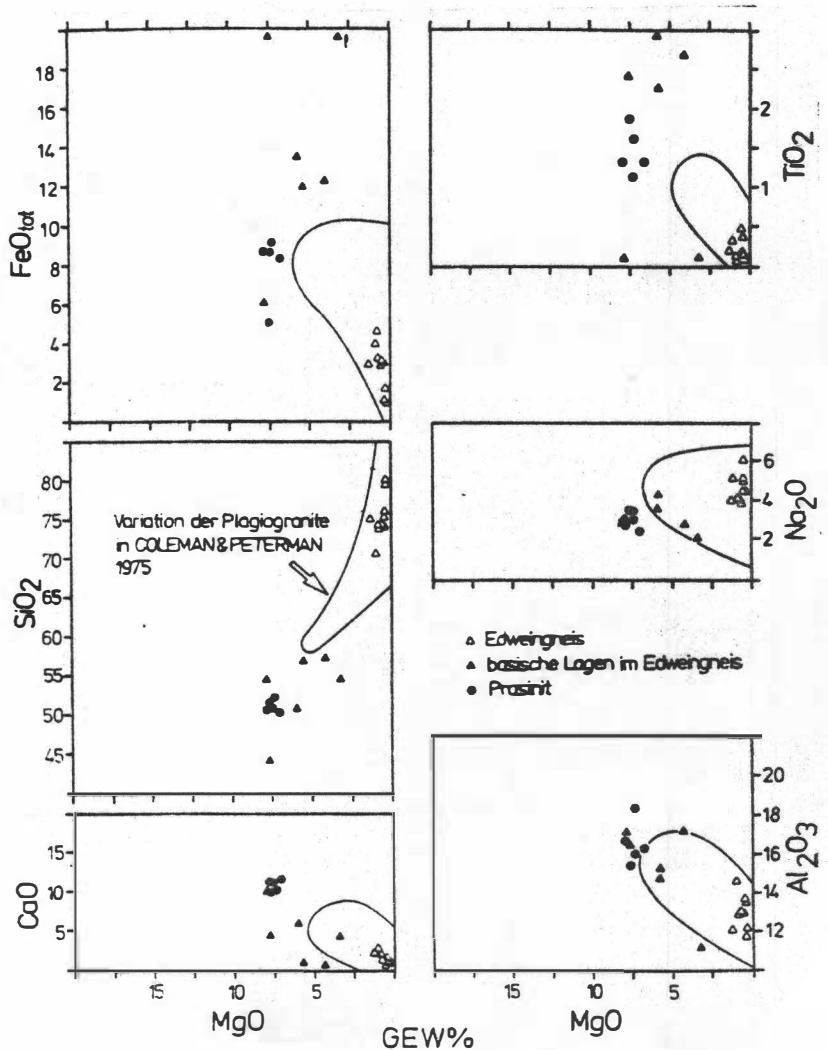 18
16
14
12
10
8
6
4
2
FeO tot
2
1
TiO2
80
75
70
65
60
55
50
45
SiO2
Variation der Plagiogranite
in COLEMAN & PETERMAN
1975
6
4
2
Na2O
Edweingneis
basische Lagen im Edweingneis
Prasinit
10
5
CaO
20
18
16
14
12
Al2O3
15
10
5
MgO
15
10
5
MgO
GEW%